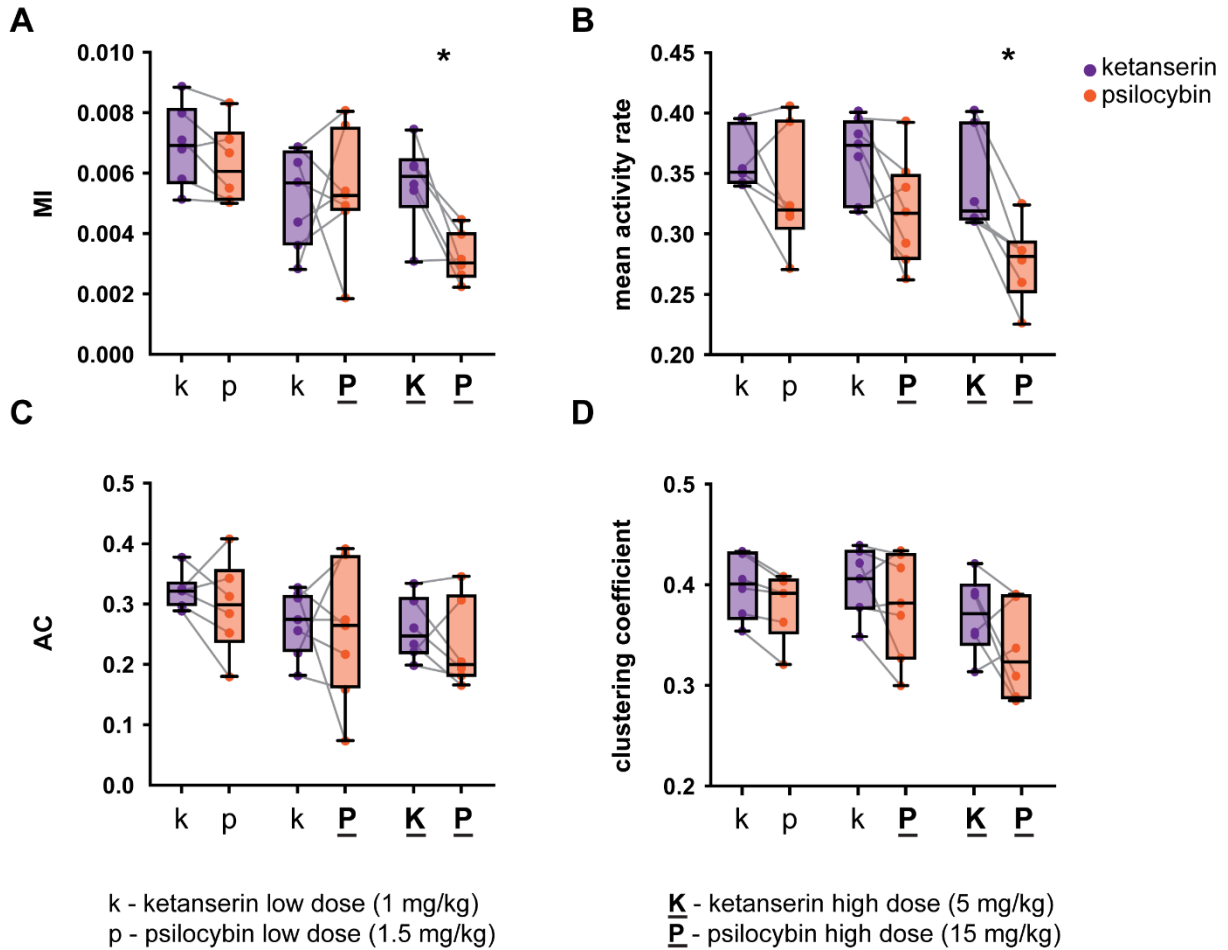 A
B
0.010
0.008
0.006
0.004
0.002
0.000
MI
*
k p k P K P
0.45
0.40
0.35
0.30
0.25
0.20
mean activity rate
*
k p k P K P
ketanserin
psilocybin
C
D
0.5
0.4
0.3
0.2
0.1
0.0
AC
k p k P K P
0.5
0.4
0.3
0.2
clustering coefficient
k p k P K P
k - ketanserin low dose (1 mg/kg)
p - psilocybin low dose (1.5 mg/kg)
K - ketanserin high dose (5 mg/kg)
P - psilocybin high dose (15 mg/kg)